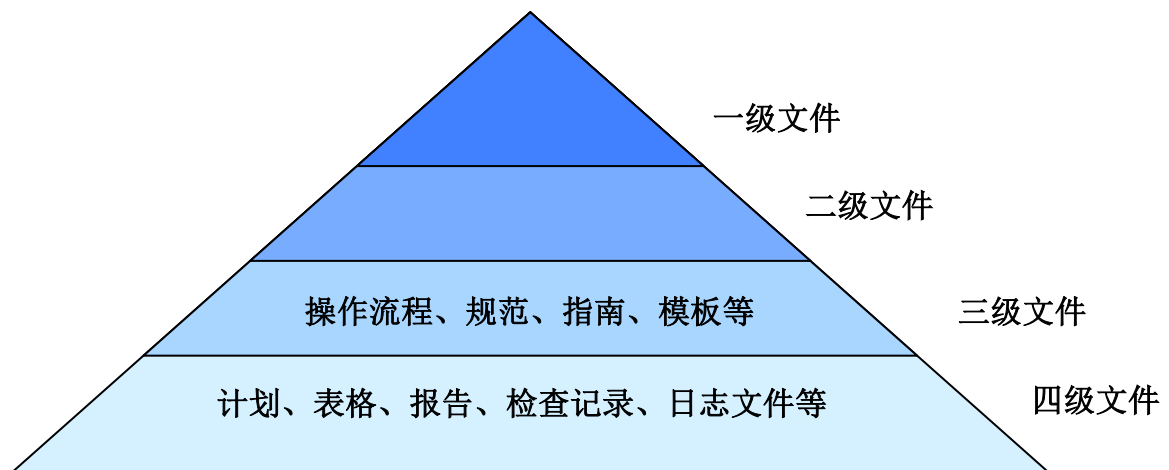 一级文件
二级文件
操作流程、规范、指南、模板等
三级文件
计划、表格、报告、检查记录、日志文件等
四级文件